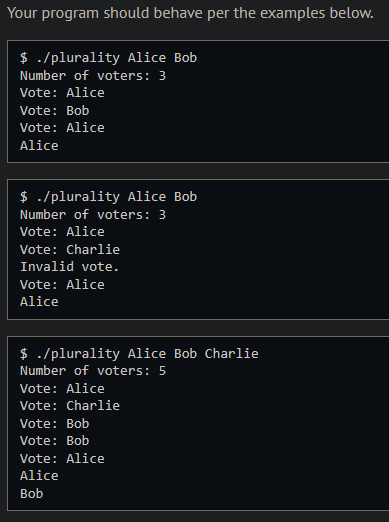 Your program should behave per the examples below.
$ ./plurality Alice Bob
Number of voters: 3
Vote: Alice
Vote: Bob
Vote: Alice
Alice
$ ./plurality Alice Bob
Number of voters: 3
Vote: Alice
Vote: Charlie
Invalid vote.
Vote: Alice
Alice
$ ./plurality Alice Bob Charlie
Number of voters: 5
Vote: Alice
Vote: Charlie
Vote: Bob
Vote: Bob
Vote: Alice
Alice
Bob